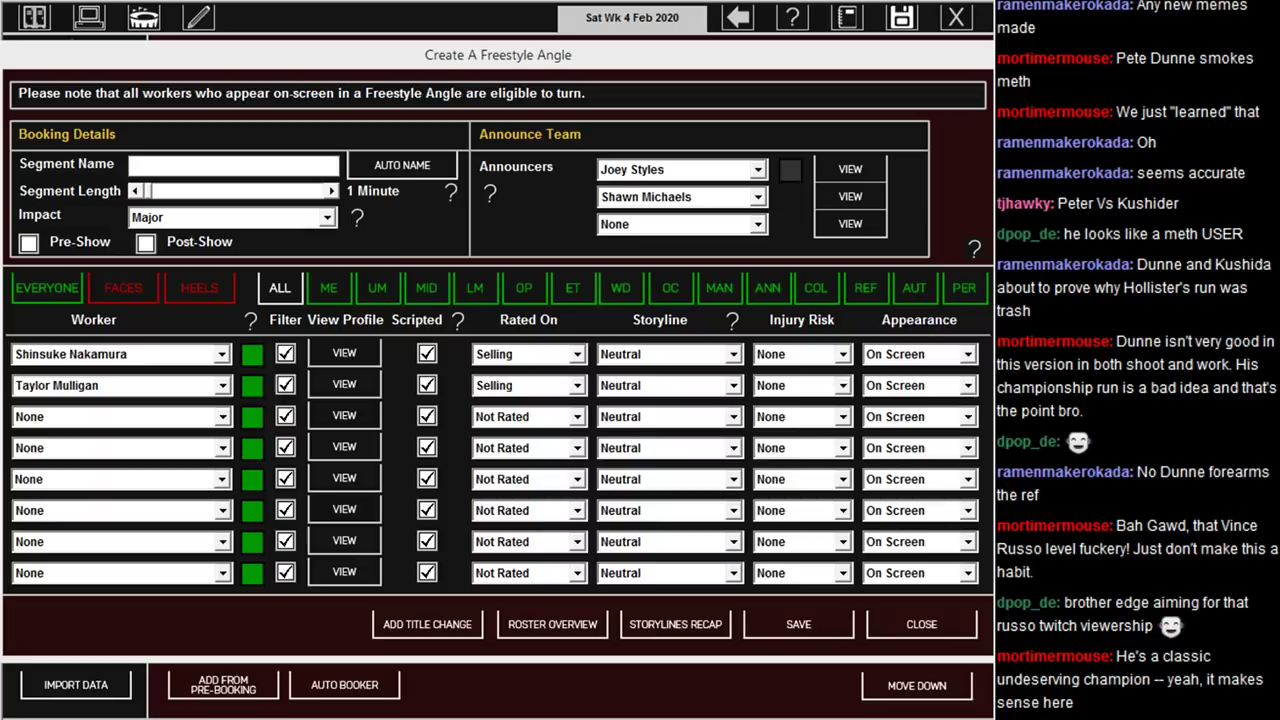 Sat Wk 4 Feb 2020
?
X
Create A Freestyle Angle
Please note that all workers who appear on-screen in a Freestyle Angle are eligible to turn.
Booking Details
Segment Name
AUTO NAME
Segment Length
1 Minute
?
Impact
Major
?
Pre-Show
Post-Show
Announce Team
Announcers
?
Joey Styles
VIEW
Shawn Michaels
VIEW
None
VIEW
?
EVERYONE FACES HEELS ALL ME UM MID LM OP ET WD OC MAN ANN COL REF AUT PER
Worker ? Filter View Profile Scripted ? Rated On Storyline ? Injury Risk Appearance
Shinsuke Nakamura VIEW Selling Neutral None On Screen
Taylor Mulligan VIEW Selling Neutral None On Screen
None VIEW Not Rated Neutral None On Screen
None VIEW Not Rated Neutral None On Screen
None VIEW Not Rated Neutral None On Screen
None VIEW Not Rated Neutral None On Screen
None VIEW Not Rated Neutral None On Screen
None VIEW Not Rated Neutral None On Screen
ADD TITLE CHANGE ROSTER OVERVIEW STORYLINES RECAP SAVE CLOSE
IMPORT DATA
ADD FROM
PRE-BOOKING
AUTO BOOKER
MOVE DOWN
ramenmakerokada: Any new memes
made
mortimermouse: Pete Dunne smokes
meth
mortimermouse: We just "learned" that
ramenmakerokada: Oh
ramenmakerokada: seems accurate
tjhawky: Peter Vs Kushider
dpop_de: he looks like a meth USER
ramenmakerokada: Dunne and Kushida
about to prove why Hollister's run was
trash
mortimermouse: Dunne isn't very good in
this version in both shoot and work. His
championship run is a bad idea and that's
the point bro.
dpop_de:
ramenmakerokada: No Dunne forearms
the ref
mortimermouse: Bah Gawd, that Vince
Russo level fuckery! Just don't make this a
habit.
dpop_de: brother edge aiming for that
russo twitch viewership
mortimermouse: He's a classic
undeserving champion -- yeah, it makes
sense here